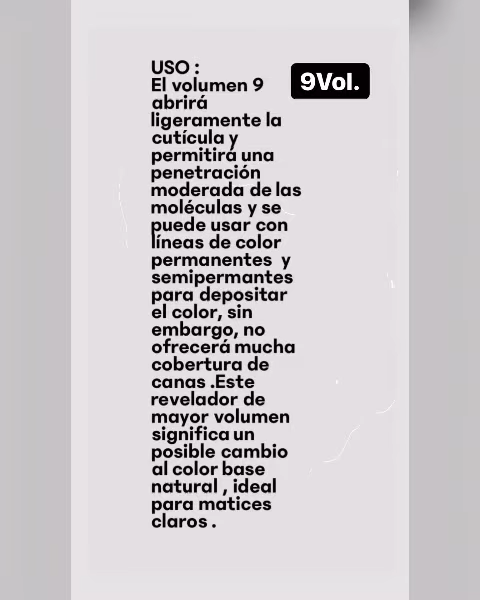 USO :
9Vol.
El volumen 9
abrirá
ligeramente la
cutícula y
permitirá una
penetración
moderada de las
moléculas y se
puede usar con
líneas de color
permanentes y
semipermantes
para depositar
el color, sin
embargo, no
ofrecerá mucha
cobertura de
canas .Este
revelador de
mayor volumen
significa un
posible cambio
al color base
natural , ideal
para matices
claros .